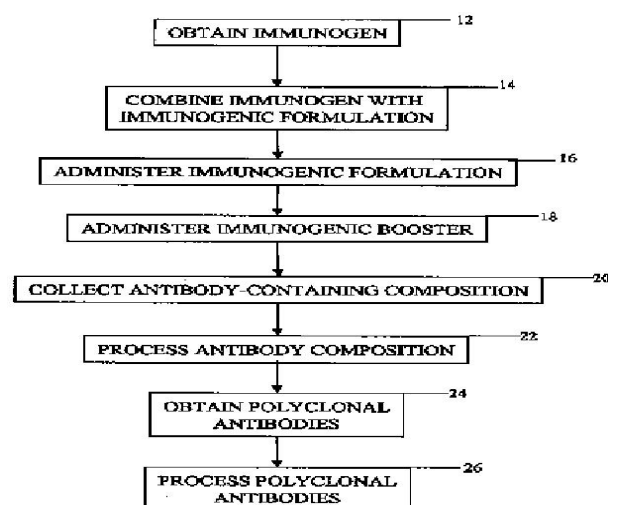 12
OBTAIN IMMUNOGEN
14
COMBINE IMMUNOGEN WITH
IMMUNOGENIC FORMULATION
16
ADMINISTER IMMUNOGENIC FORMULATION
18
ADMINISTER IMMUNOGENIC BOOSTER
20
COLLECT ANTIBODY-CONTAINING COMPOSITION
22
PROCESS ANTIBODY COMPOSITION
24
OBTAIN POLYCLONAL
ANTIBODIES
26
PROCESS POLYCLONAL
ANTIBODIES